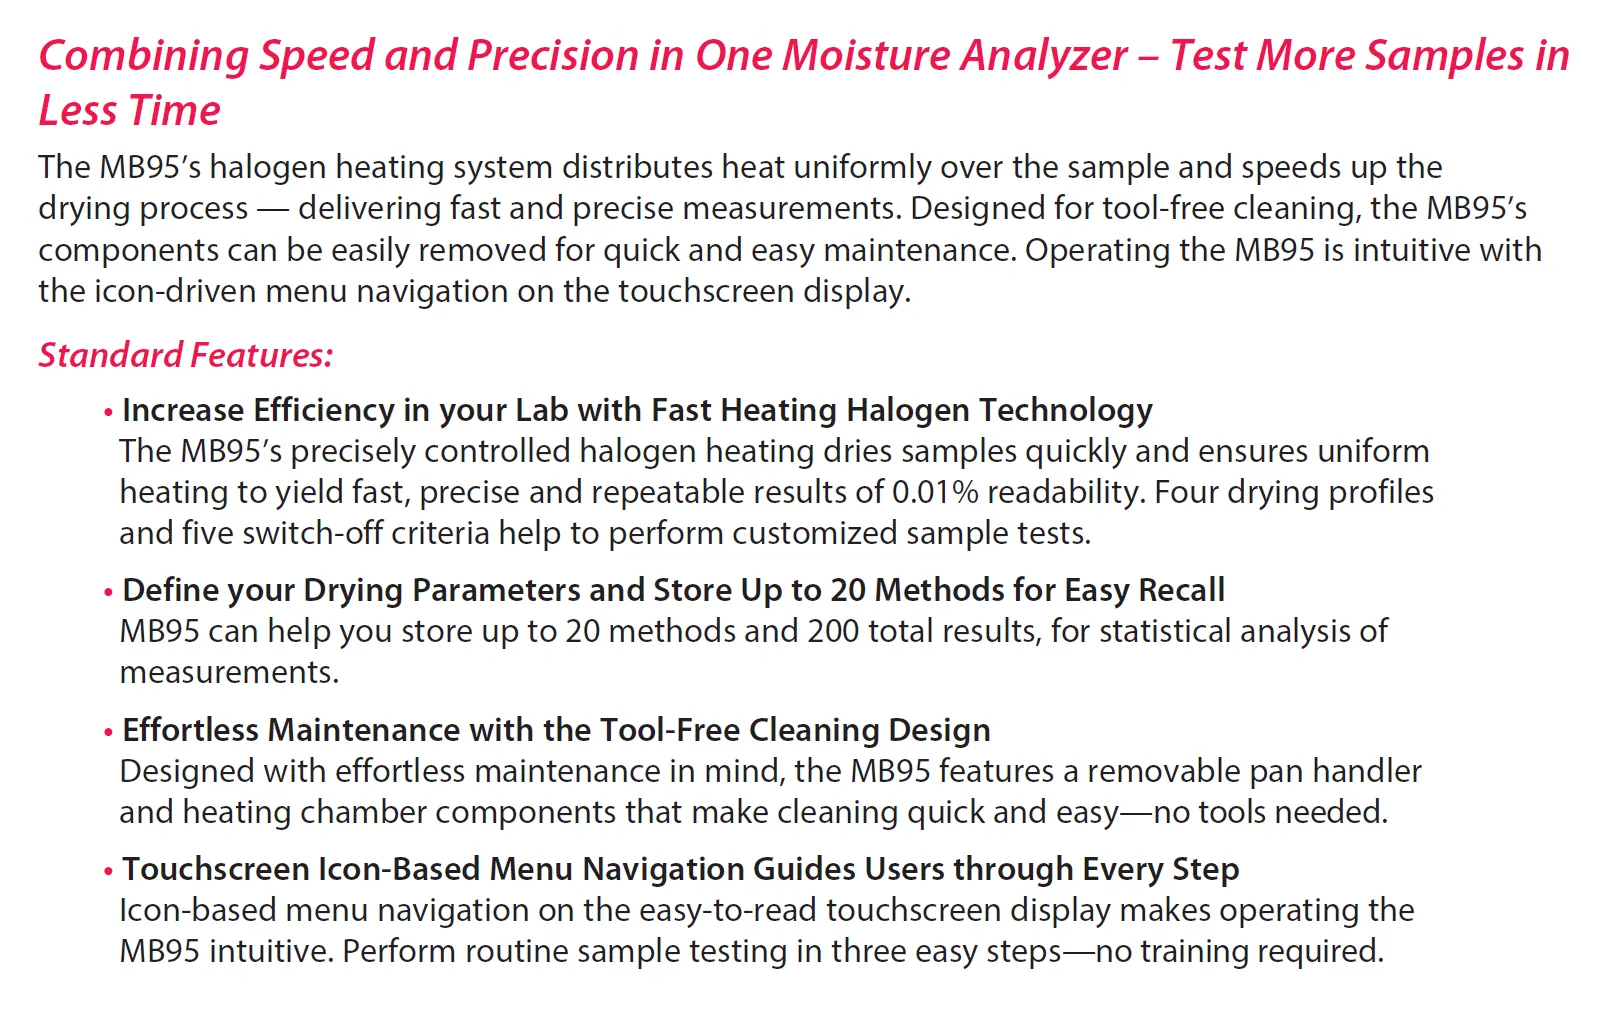 Combining Speed and Precision in One Moisture Analyzer – Test More Samples in
Less Time
The MB95’s halogen heating system distributes heat uniformly over the sample and speeds up the
drying process — delivering fast and precise measurements. Designed for tool-free cleaning, the MB95’s
components can be easily removed for quick and easy maintenance. Operating the MB95 is intuitive with
the icon-driven menu navigation on the touchscreen display.
Standard Features:
• Increase Efficiency in your Lab with Fast Heating Halogen Technology
The MB95’s precisely controlled halogen heating dries samples quickly and ensures uniform
heating to yield fast, precise and repeatable results of 0.01% readability. Four drying profiles
and five switch-off criteria help to perform customized sample tests.
• Define your Drying Parameters and Store Up to 20 Methods for Easy Recall
MB95 can help you store up to 20 methods and 200 total results, for statistical analysis of
measurements.
• Effortless Maintenance with the Tool-Free Cleaning Design
Designed with effortless maintenance in mind, the MB95 features a removable pan handler
and heating chamber components that make cleaning quick and easy—no tools needed.
• Touchscreen Icon-Based Menu Navigation Guides Users through Every Step
Icon-based menu navigation on the easy-to-read touchscreen display makes operating the
MB95 intuitive. Perform routine sample testing in three easy steps—no training required.